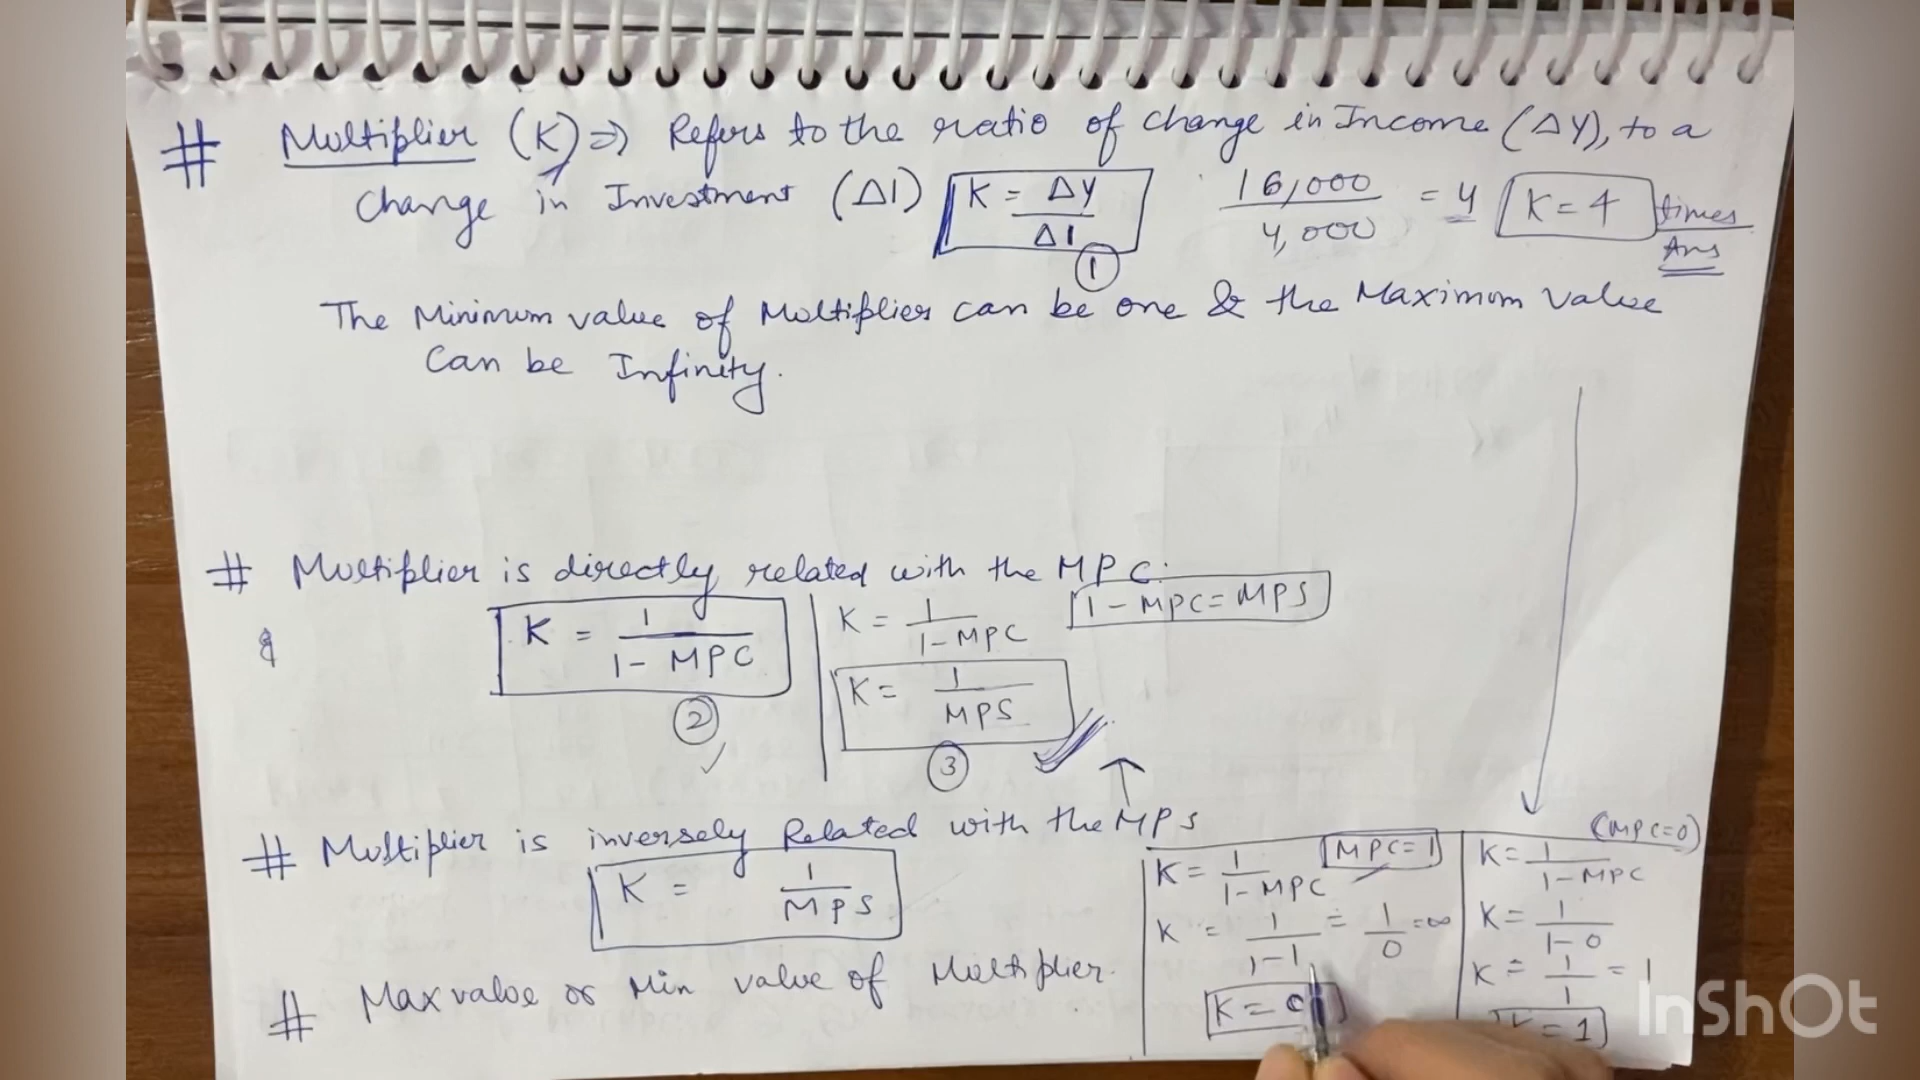 # Multiplier (K) => Refers to the ratio of change in Income (ΔY), to a
change in Investment (ΔI) K = ΔY/ΔI 16,000/4,000 = 4 K = 4 times
① Ans
The Minimum value of Multiplier can be one & the Maximum value
Can be Infinity.
# Multiplier is directly related with the MPC.
& K = 1/1 - MPC K = 1/1 - MPC 1 - MPC = MPS
② K = 1/MPS
③
# Multiplier is inversely Related with the MPS
K = 1/MPS
# Max value or Min value of Multiplier.
K = 1/1 - MPC MPC = 1
K = 1/1-1 = 1/0 = ∞
K =
(MPC=0)
K = 1/1 - MPC
K = 1/1 - 0
K = 1/1 = 1
K = 1
InShOt